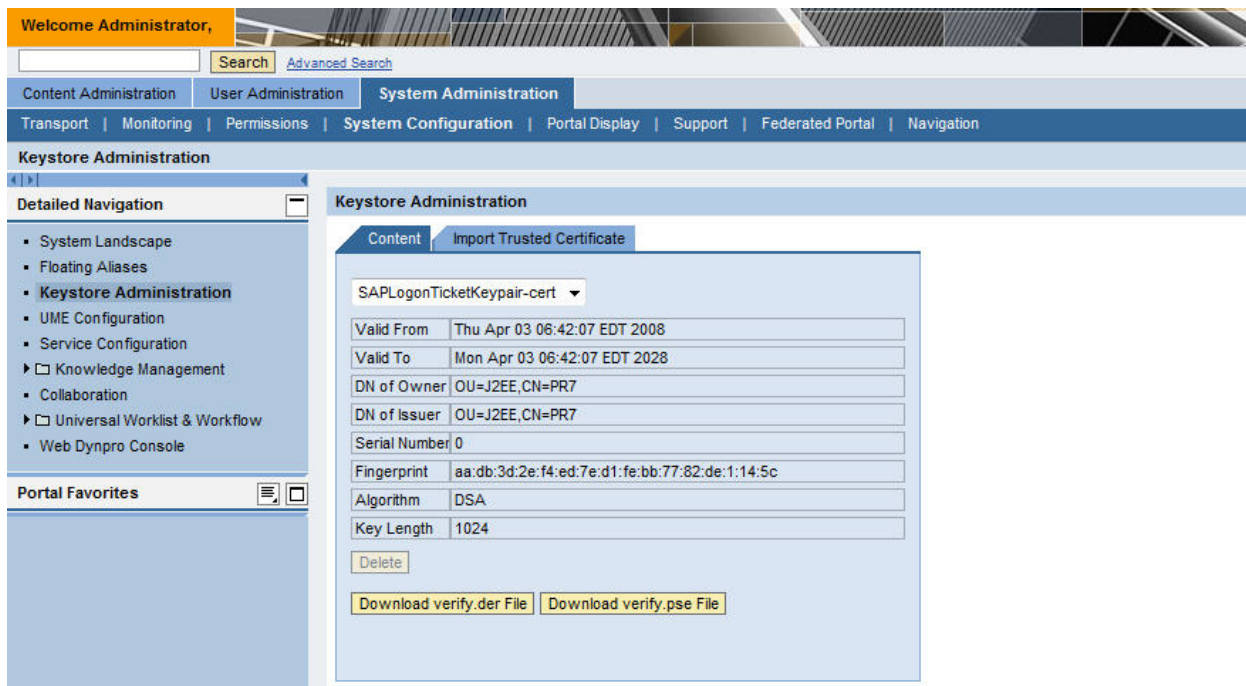 Welcome Administrator,
Search Advanced Search
Content Administration User Administration System Administration
Transport | Monitoring | Permissions | System Configuration | Portal Display | Support | Federated Portal | Navigation
Keystore Administration
Detailed Navigation
System Landscape
Floating Aliases
Keystore Administration
UME Configuration
Service Configuration
Knowledge Management
Collaboration
Universal Worklist & Workflow
Web Dynpro Console
Portal Favorites
Keystore Administration
Content Import Trusted Certificate
SAPLogonTicketKeypair-cert
Valid From Thu Apr 03 06:42:07 EDT 2008
Valid To Mon Apr 03 06:42:07 EDT 2028
DN of Owner OU=J2EE,CN=PR7
DN of Issuer OU=J2EE,CN=PR7
Serial Number 0
Fingerprint aa:db:3d:2e:f4:ed:7e:d1:fe:bb:77:82:de:1:14:5c
Algorithm DSA
Key Length 1024
Delete
Download verify.der File Download verify.pse File